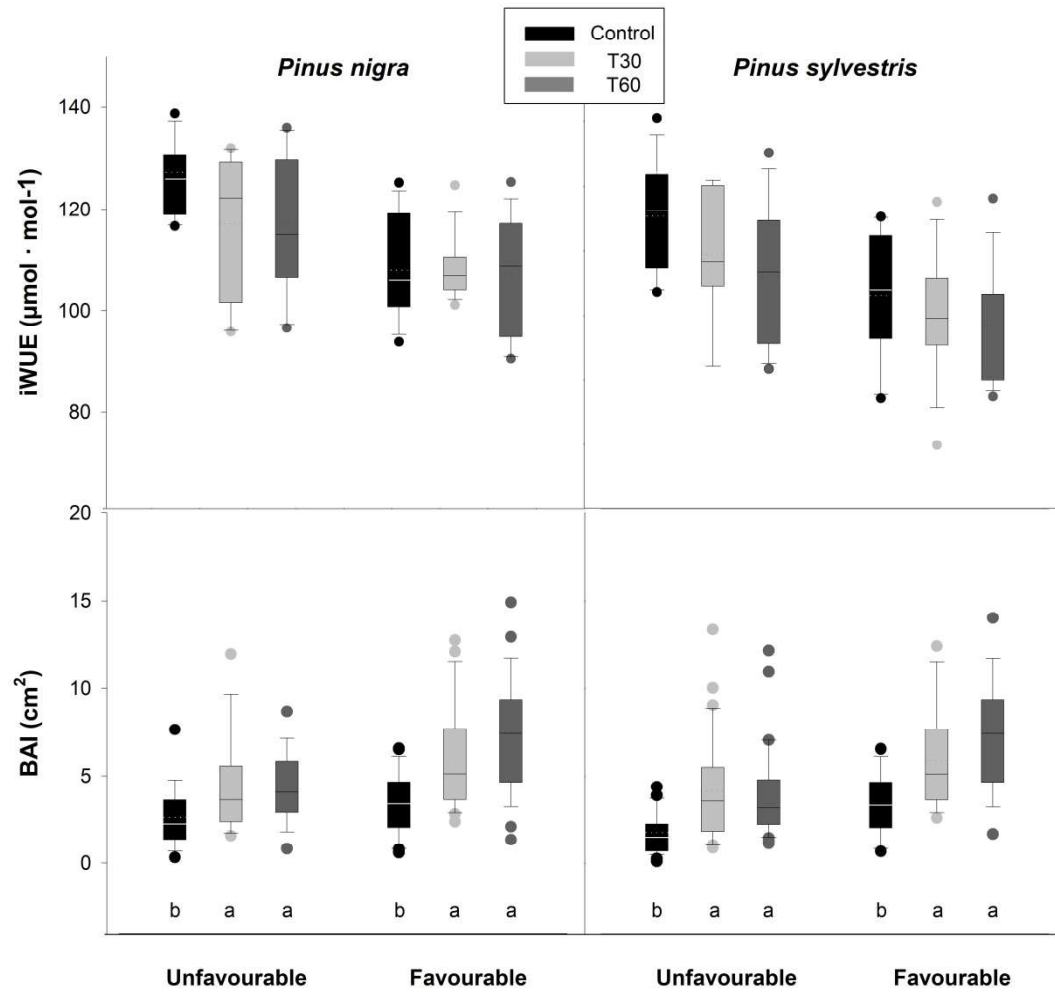 Control
T30
T60
Pinus nigra
Pinus sylvestris
iWUE (µmol · mol-1)
140
120
100
80
BAI (cm²)
20
15
10
5
0
b a a b a a b a a b a a
Unfavourable Favourable Unfavourable Favourable